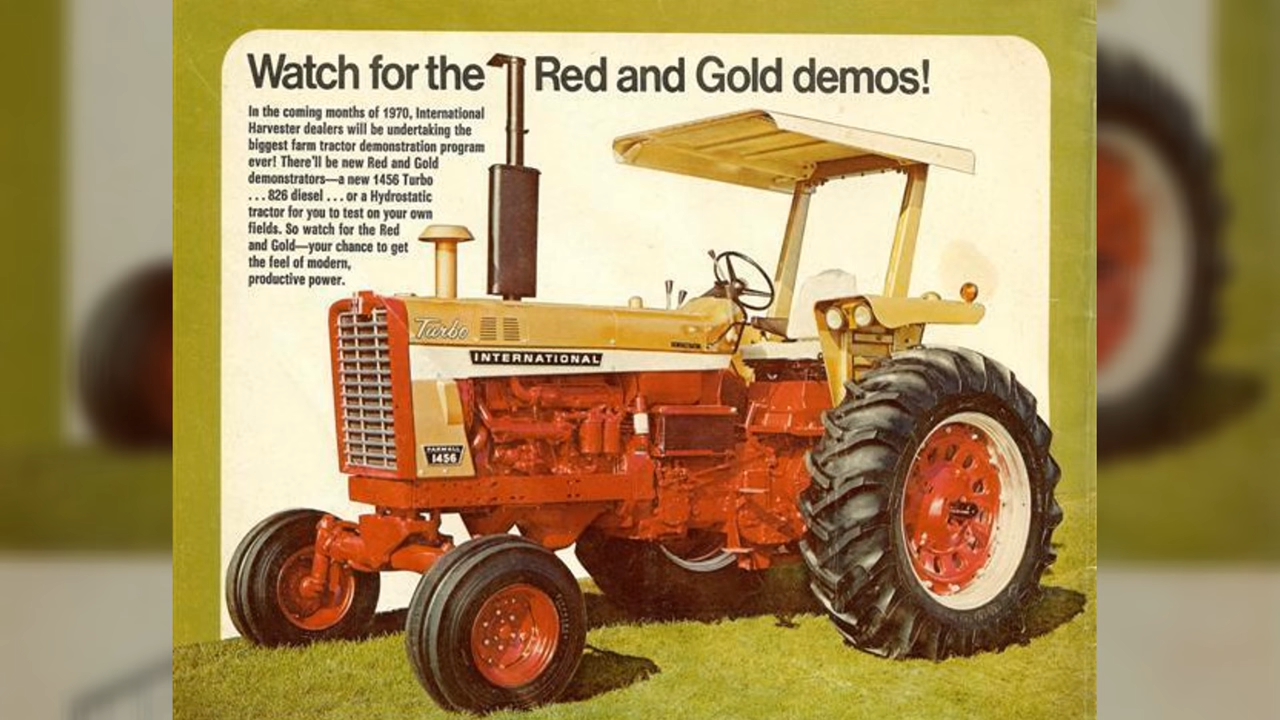 Watch for the Red and Gold demos!
In the coming months of 1970, International
Harvester dealers will be undertaking the
biggest farm tractor demonstration program
ever! There'll be new Red and Gold
demonstrators—a new 1456 Turbo
. . . 826 diesel . . . or a Hydrostatic
tractor for you to test on your own
fields. So watch for the Red
and Gold—your chance to get
the feel of modern,
productive power.
Turbo
INTERNATIONAL
DEMONSTRATOR
FARMALL
1456